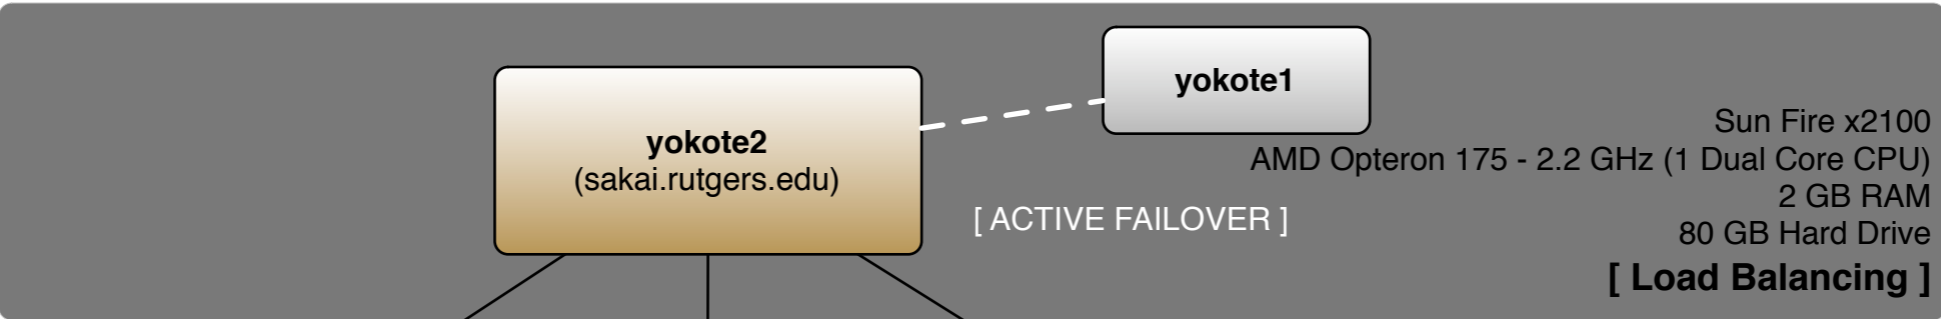 yokote1
yokote2
(sakai.rutgers.edu)
[ ACTIVE FAILOVER ]
Sun Fire x2100
AMD Opteron 175 - 2.2 GHz (1 Dual Core CPU)
2 GB RAM
80 GB Hard Drive
[ Load Balancing ]